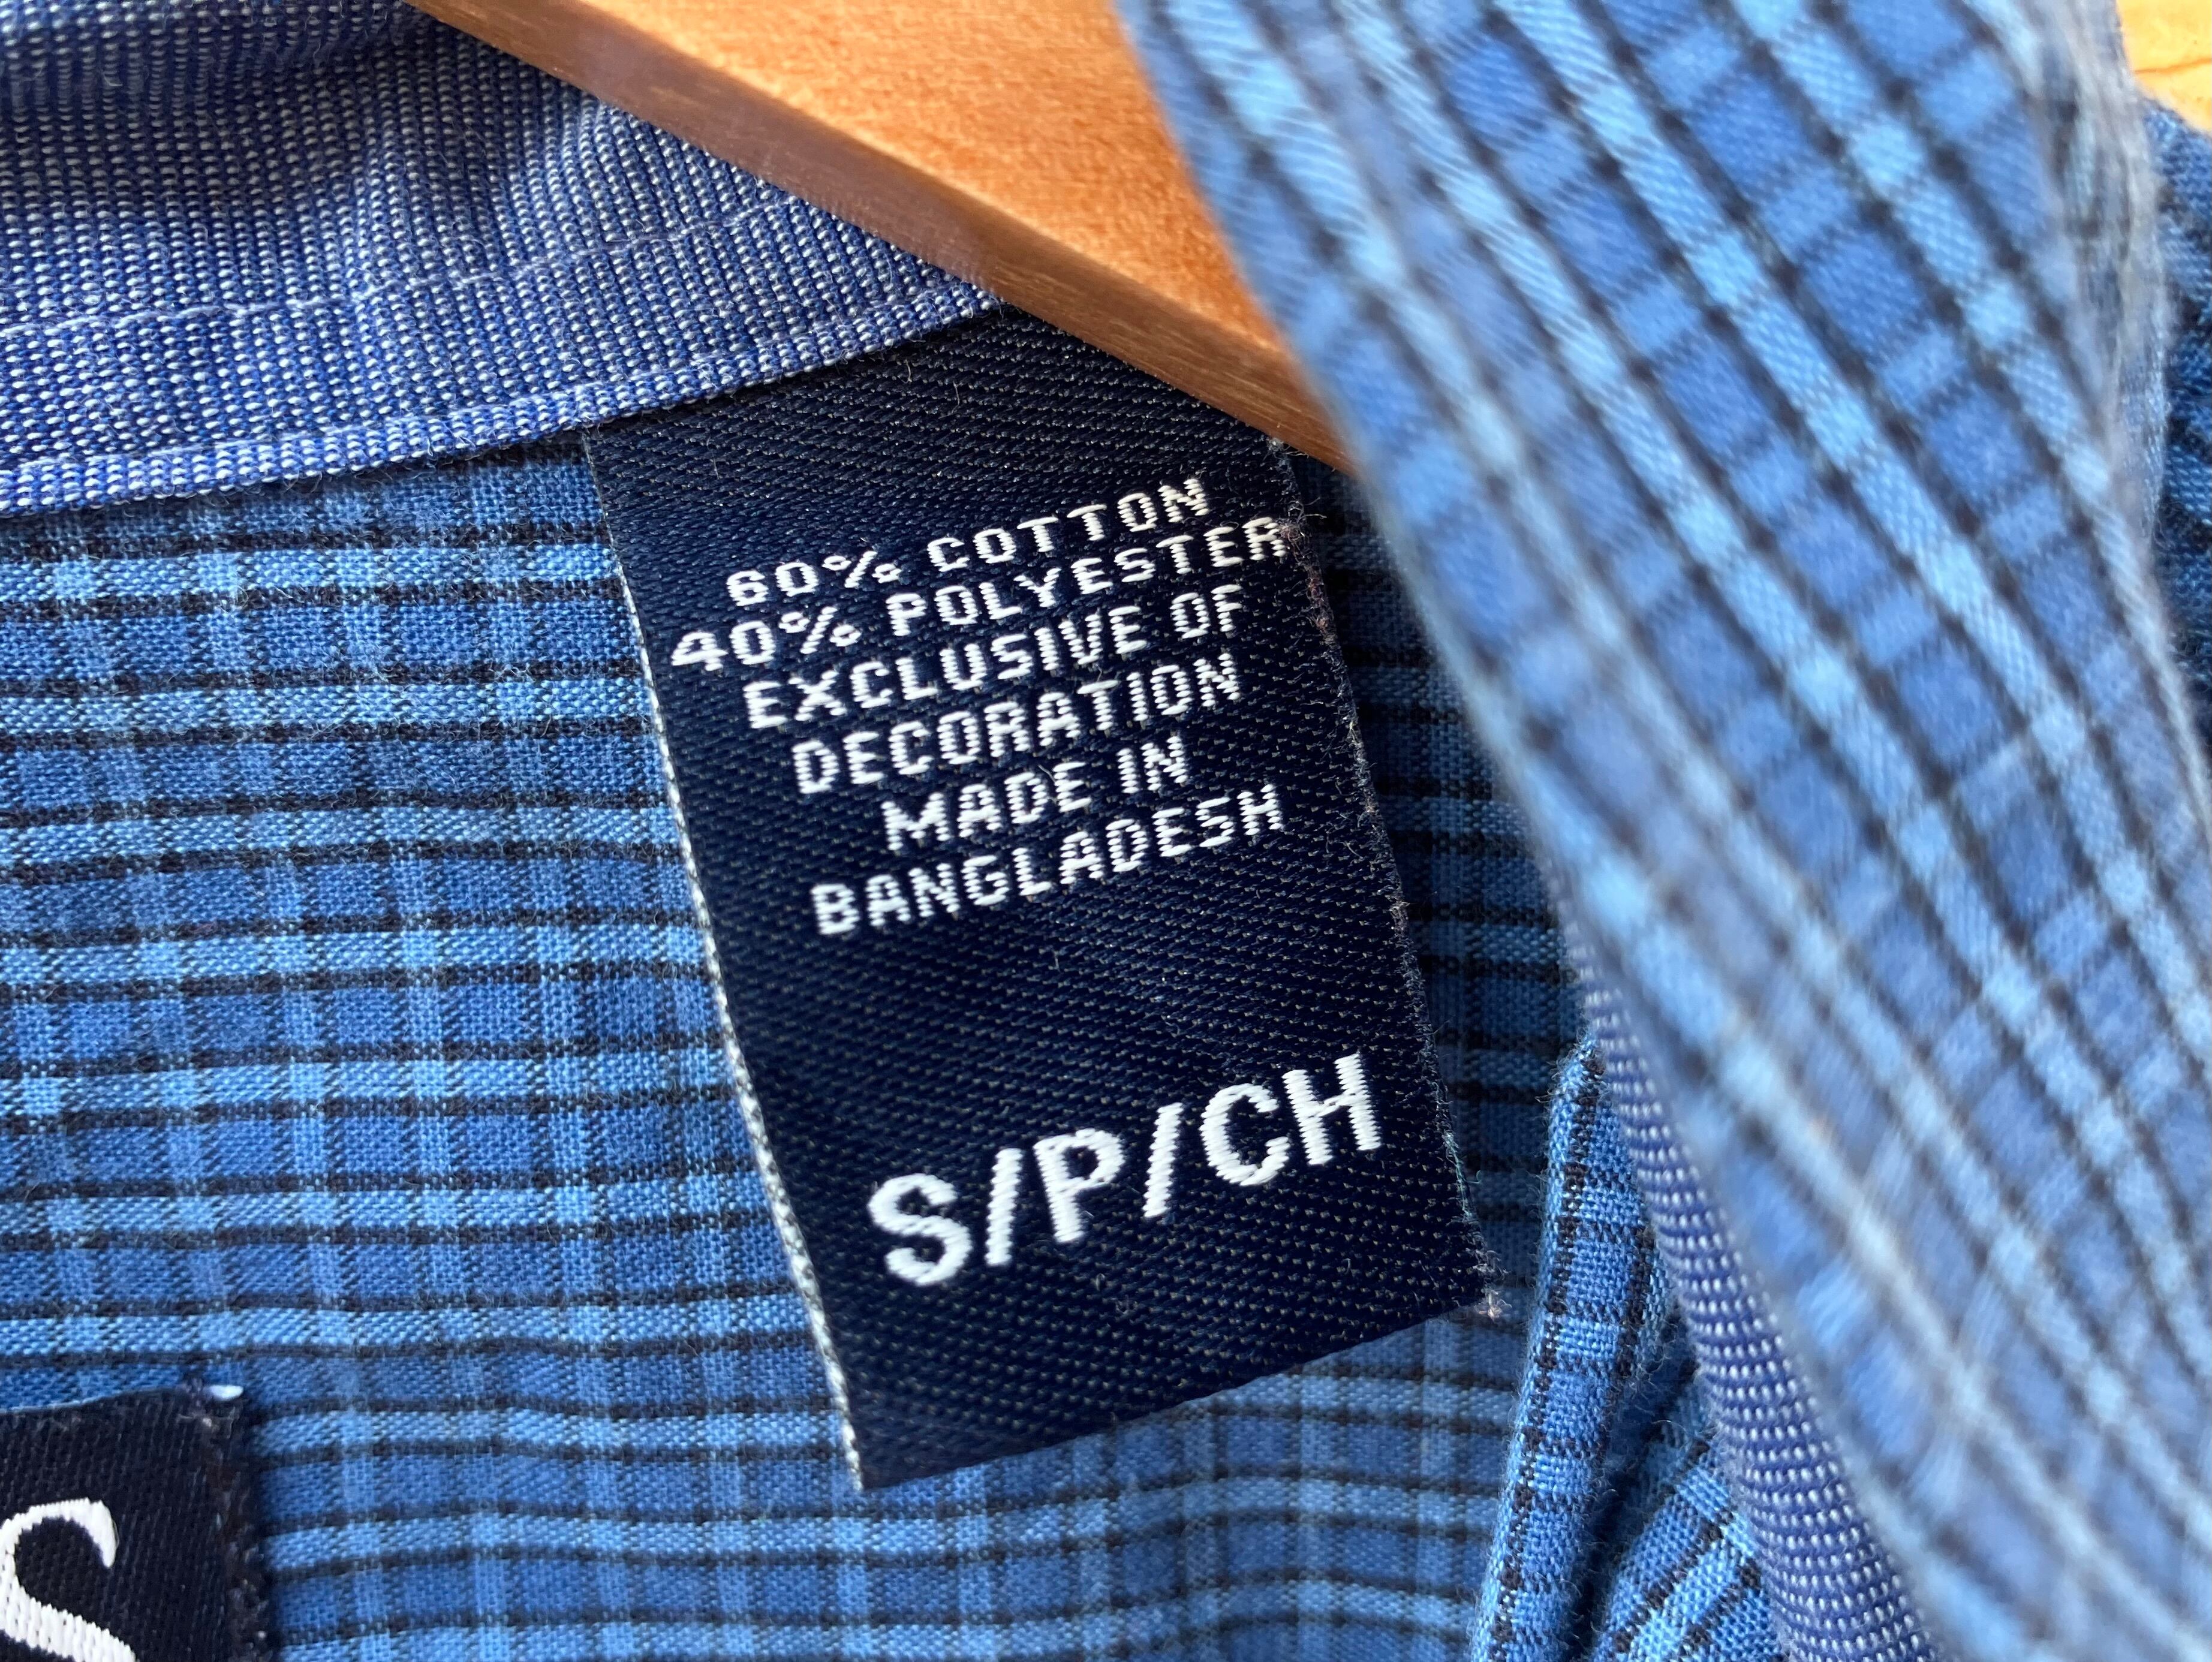 60% COTTON
40% POLYESTER
EXCLUSIVE OF
DECORATION
MADE IN
BANGLADESH
S/P/CH
S